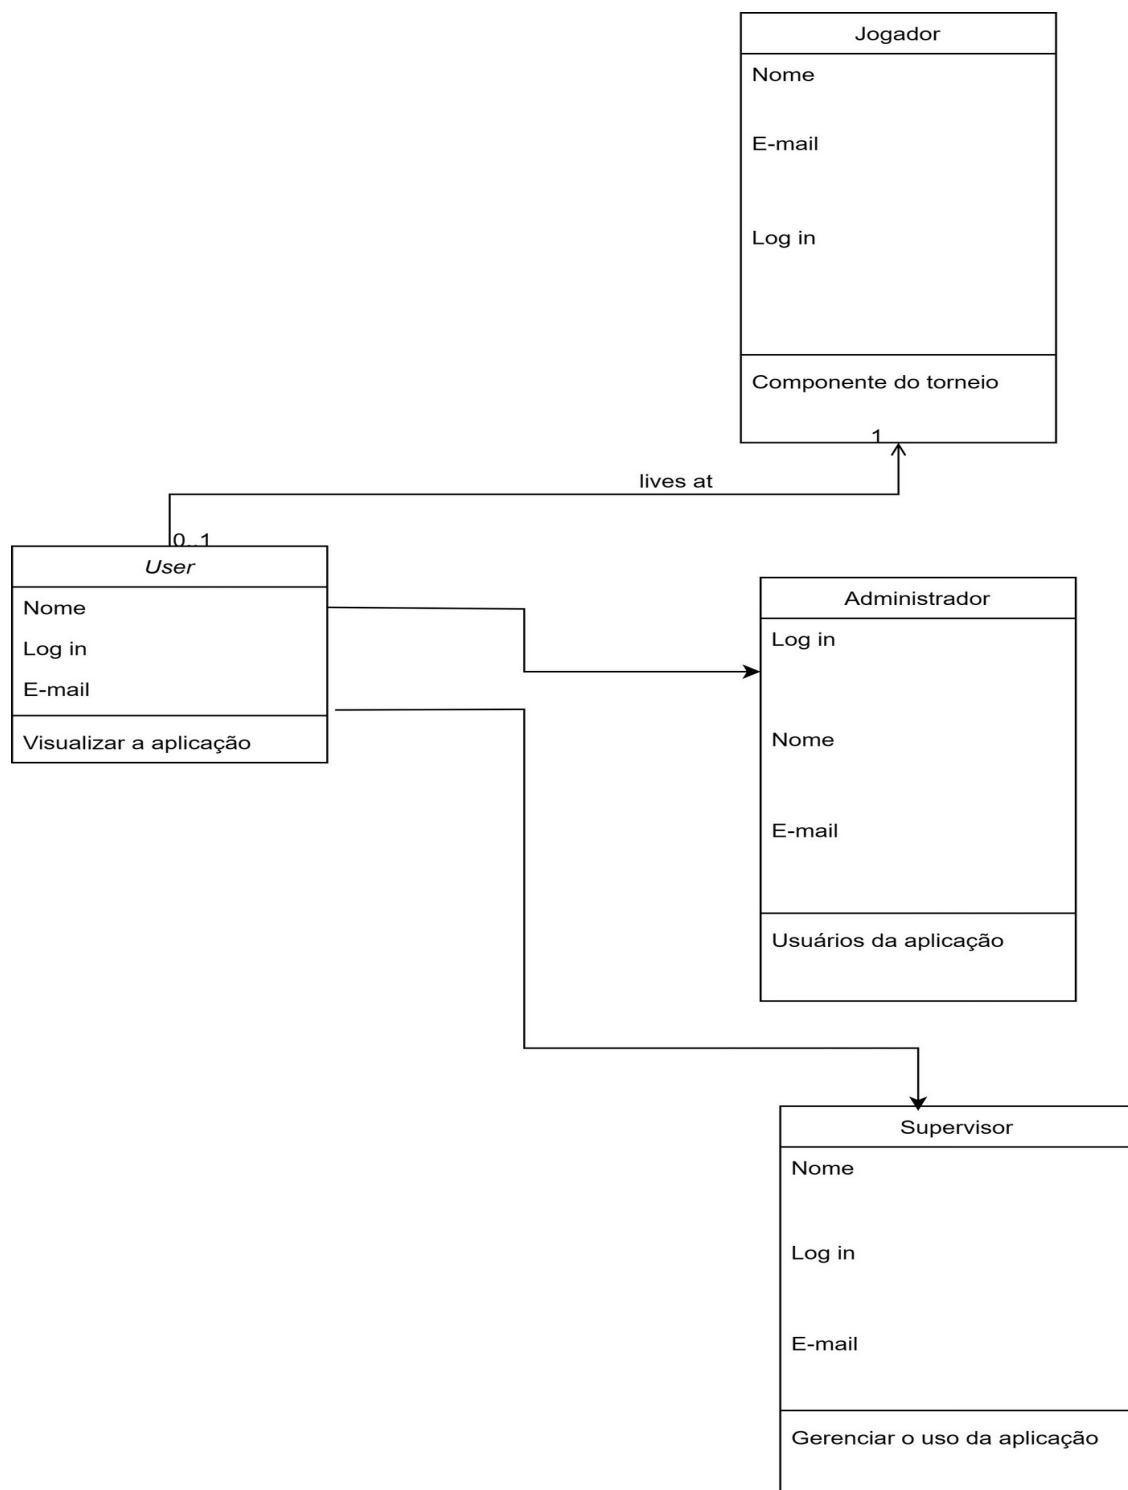 Jogador
Nome
E-mail
Log in
Componente do torneio
1
lives at
0..1
User
Nome
Log in
E-mail
Visualizar a aplicação
Administrador
Log in
Nome
E-mail
Usuários da aplicação
Supervisor
Nome
Log in
E-mail
Gerenciar o uso da aplicação